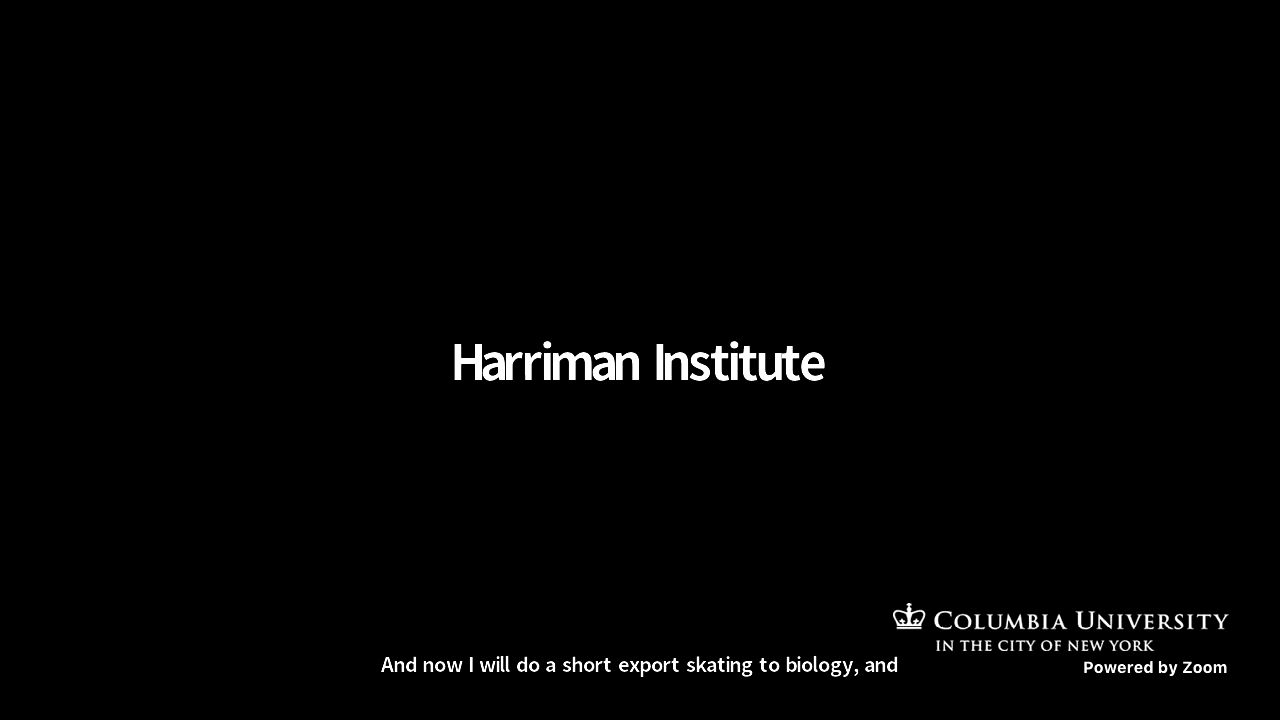 Harriman Institute
COLUMBIA UNIVERSITY
IN THE CITY OF NEW YORK
And now I will do a short export skating to biology, and
Powered by Zoom